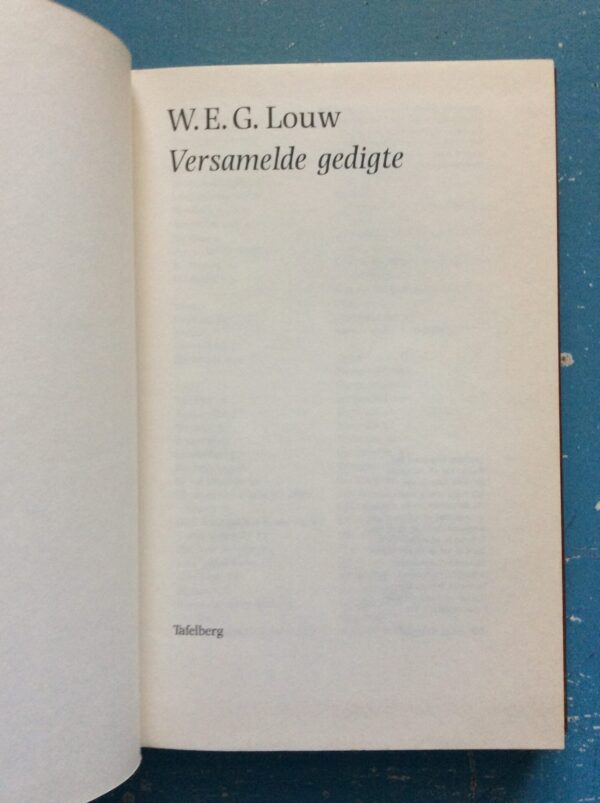 W. E. G. Louw
Versamelde gedigte
Tafelberg